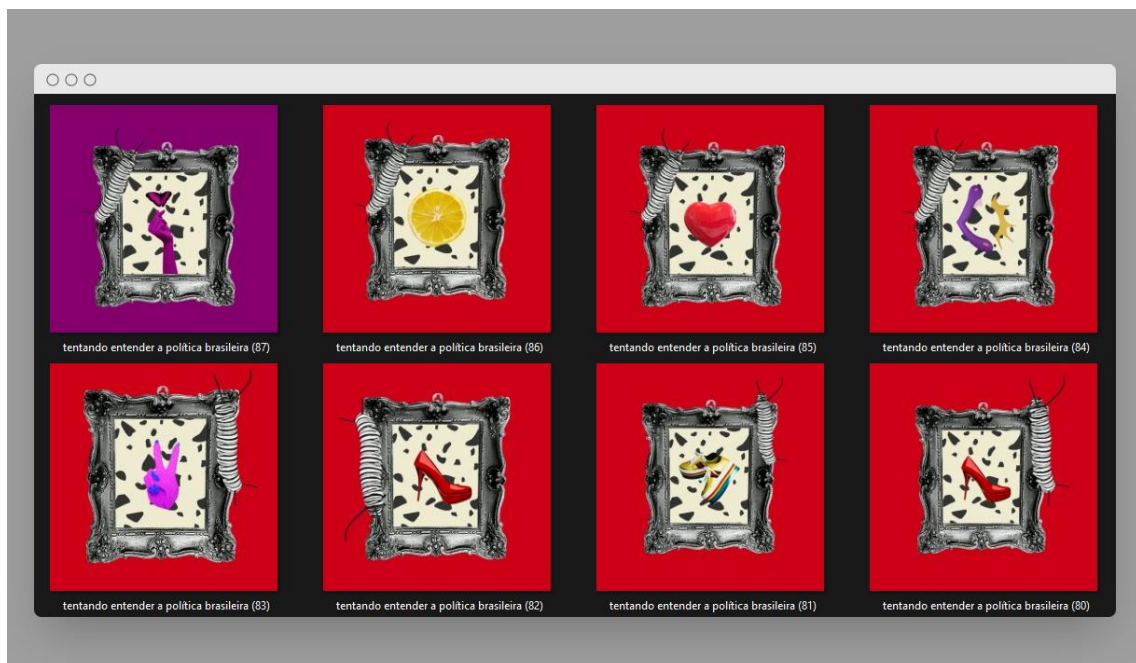 tentando entender a política brasileira (87)
tentando entender a política brasileira (86)
tentando entender a política brasileira (85)
tentando entender a política brasileira (84)
tentando entender a política brasileira (83)
tentando entender a política brasileira (82)
tentando entender a política brasileira (81)
tentando entender a política brasileira (80)